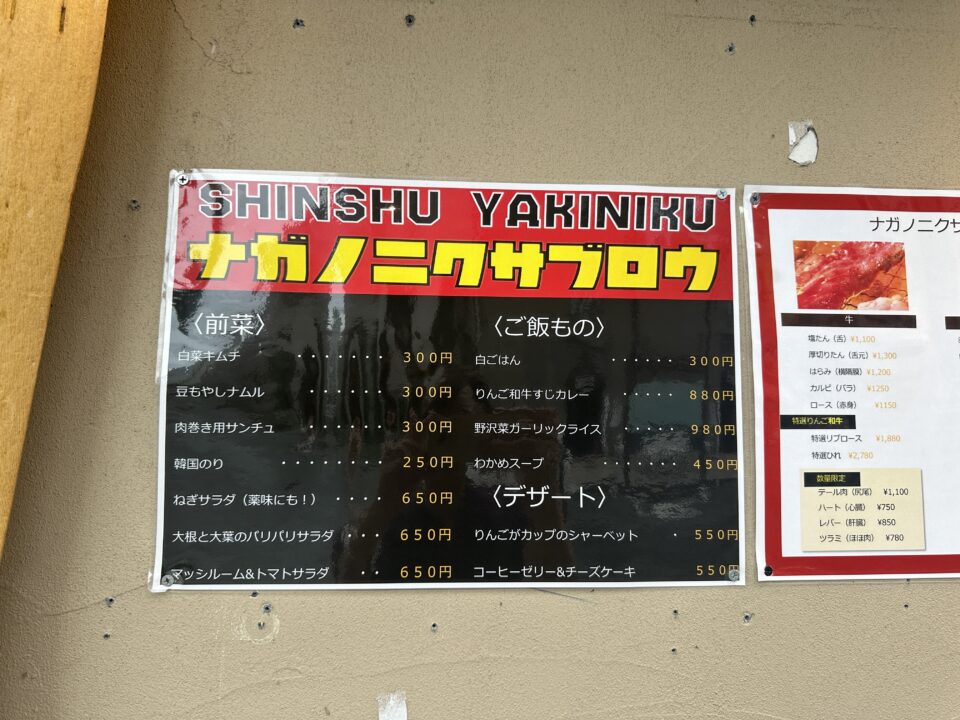 SHINSHU YAKINIKU
ナガノニクサブロウ
〈前菜〉
白菜キムチ ・・・・・・・ 300円
豆もやしナムル ・・・・・・ 300円
肉巻き用サンチュ ・・・・・ 300円
韓国のり ・・・・・・・・ 250円
ねぎサラダ（薬味にも！） ・・・・ 650円
大根と大葉のパリパリサラダ ・・・ 650円
マッシルーム&トマトサラダ ・・ 650円
〈ご飯もの〉
白ごはん ・・・・・・ 300円
りんご和牛すじカレー ・・・・・ 880円
野沢菜ガーリックライス ・・・・・ 980円
わかめスープ ・・・・・・・ 450円
〈デザート〉
りんごがカップのシャーベット ・ 550円
コーヒーゼリー&チーズケーキ 550円
ナガノニクサ
牛
塩たん（舌） ¥1,100
厚切りたん（舌元） ¥1,300
はらみ（横隔膜） ¥1,200
カルビ（バラ） ¥1250
ロース（赤身） ¥1150
特選りんご和牛
特選リブロース ¥1,880
特選ひれ ¥2,780
数量限定
テール肉（尻尾） ¥1,100
ハート（心臓） ¥750
レバー（肝臓） ¥850
ツラミ（ほほ肉） ¥780